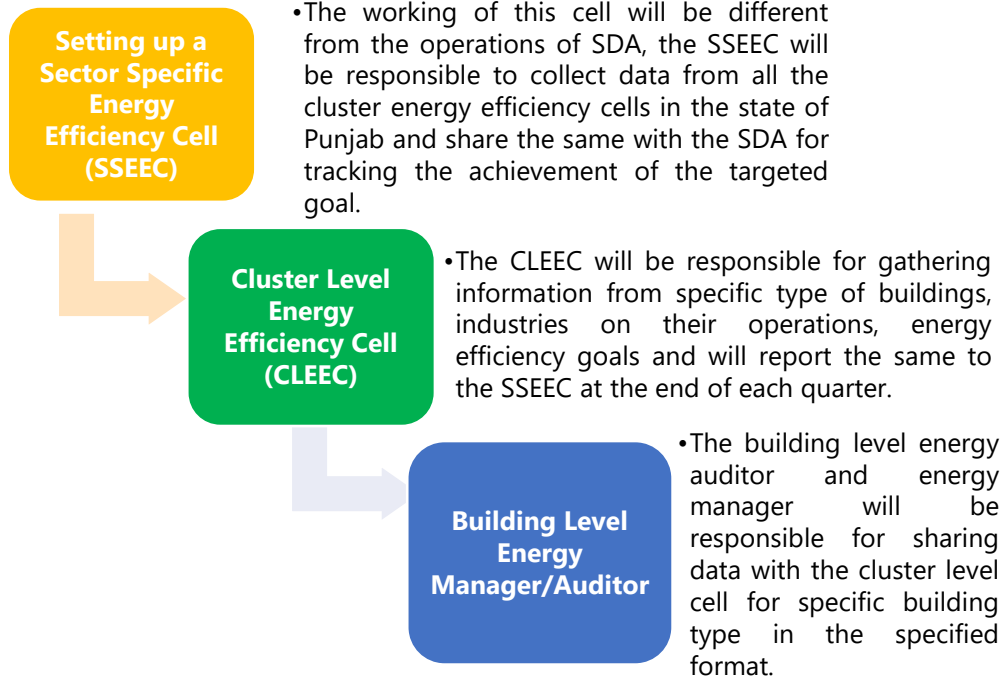 Setting up a
Sector Specific
Energy
Efficiency Cell
(SSEEC)
•The working of this cell will be different
from the operations of SDA, the SSEEC will
be responsible to collect data from all the
cluster energy efficiency cells in the state of
Punjab and share the same with the SDA for
tracking the achievement of the targeted
goal.
Cluster Level
Energy
Efficiency Cell
(CLEEC)
•The CLEEC will be responsible for gathering
information from specific type of buildings,
industries on their operations, energy
efficiency goals and will report the same to
the SSEEC at the end of each quarter.
Building Level
Energy
Manager/Auditor
•The building level energy
auditor and energy
manager will be
responsible for sharing
data with the cluster level
cell for specific building
type in the specified
format.